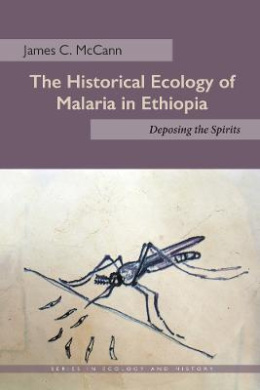 James C. McCann
The Historical Ecology of
Malaria in Ethiopia
Deposing the Spirits
SERIES IN ECOLOGY AND HISTORY